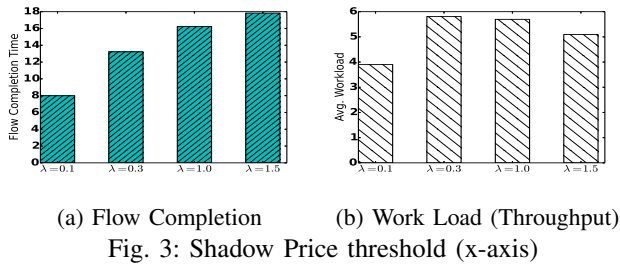 18
16
14
12
10
8
6
4
2
0
Flow Completion Time
λ=0.1 λ=0.3 λ=1.0 λ=1.5
6
5
4
3
2
1
0
Avg. Workload
λ=0.1 λ=0.3 λ=1.0 λ=1.5
(a) Flow Completion
(b) Work Load (Throughput)
Fig. 3: Shadow Price threshold (x-axis)